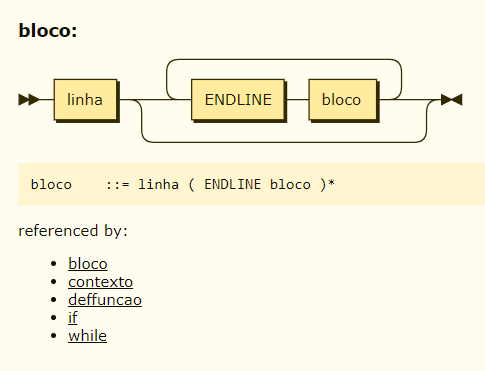 bloco:
linha ENDLINE bloco
bloco    ::= linha ( ENDLINE bloco )*
referenced by:
bloco
contexto
deffuncao
if
while